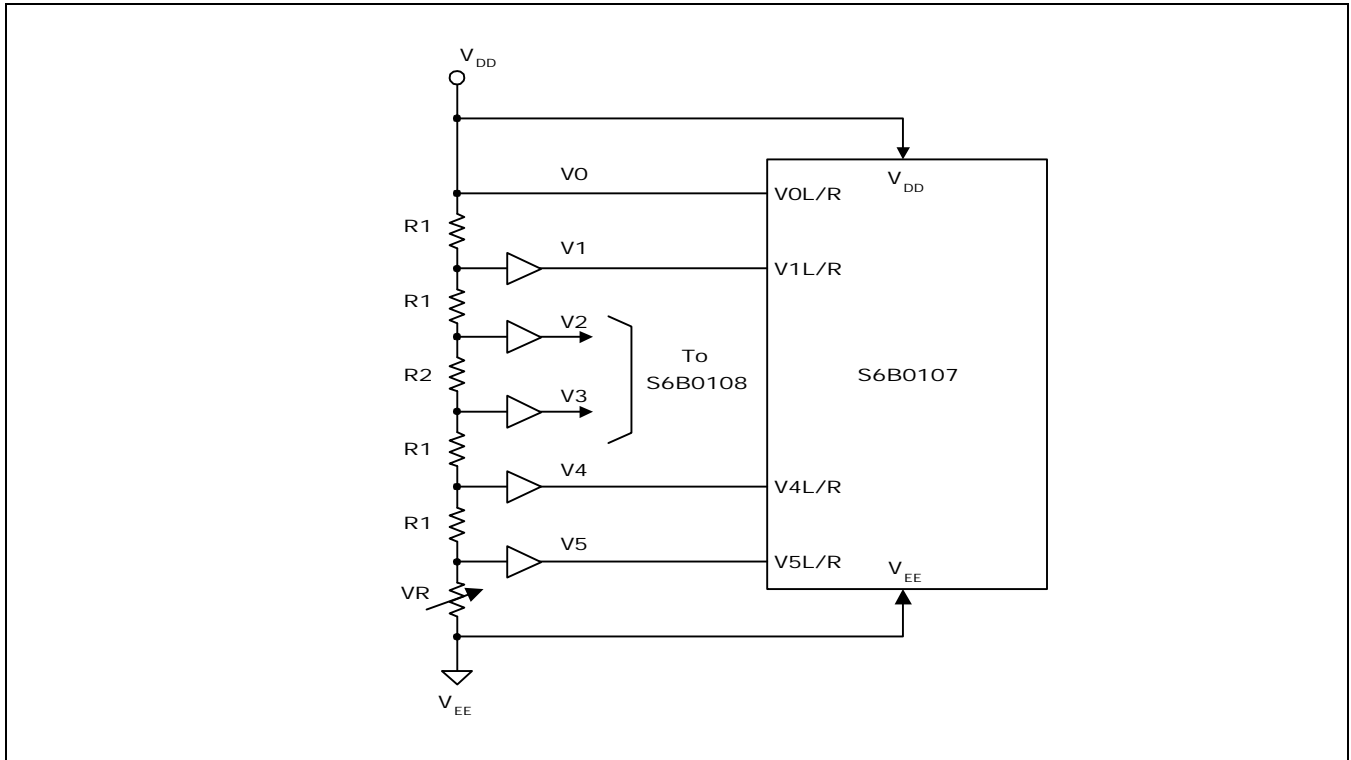 VDD
V0
VDD
V0L/R
R1
V1
V1L/R
R1
V2
To
S6B0108
R2
S6B0107
V3
R1
V4
V4L/R
R1
V5
V5L/R
VEE
VR
VEE